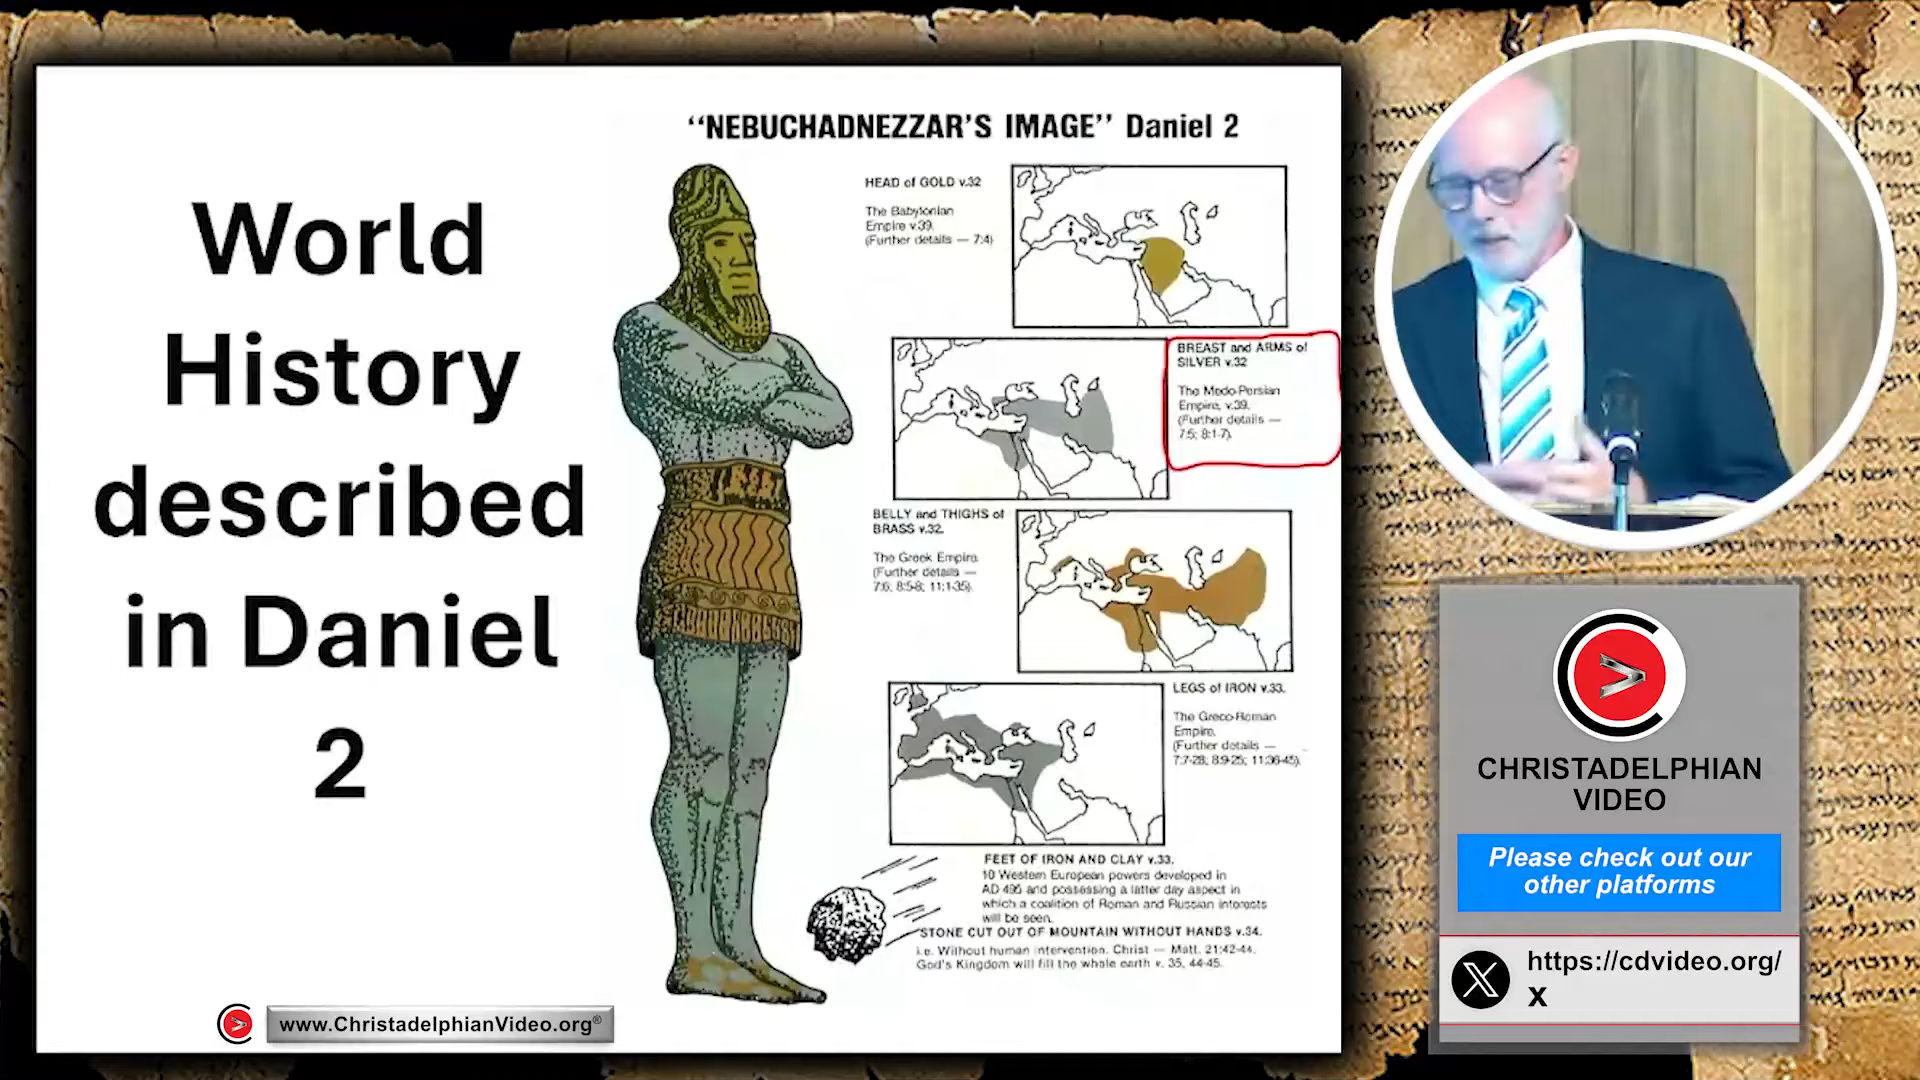 World
History
described
in Daniel
2
“NEBUCHADNEZZAR’S IMAGE” Daniel 2
HEAD of GOLD v.32
The Babylonian
Empire v.39.
(Further details — 7:4)
BREAST and ARMS of
SILVER v.32
The Medo-Persian
Empire, v.39.
(Further details —
7:5; 8:1-7).
BELLY and THIGHS of
BRASS v.32.
The Greek Empire.
(Further details —
7:6; 8:5-8; 11:1-35).
LEGS of IRON v.33.
The Greco-Roman
Empire.
(Further details —
7:7-28; 8:9-25; 11:36-45).
FEET OF IRON AND CLAY v.33.
10 Western European powers developed in
AD 495 and possessing a latter day aspect in
which a coalition of Roman and Russian interests
will be seen.
STONE CUT OUT OF MOUNTAIN WITHOUT HANDS v.34.
i.e. Without human intervention. Christ — Matt. 21:42-44.
God's Kingdom will fill the whole earth v. 35, 44-45.
www.ChristadelphianVideo.org®
CHRISTADELPHIAN
VIDEO
Please check out our
other platforms
https://cdvideo.org/
x